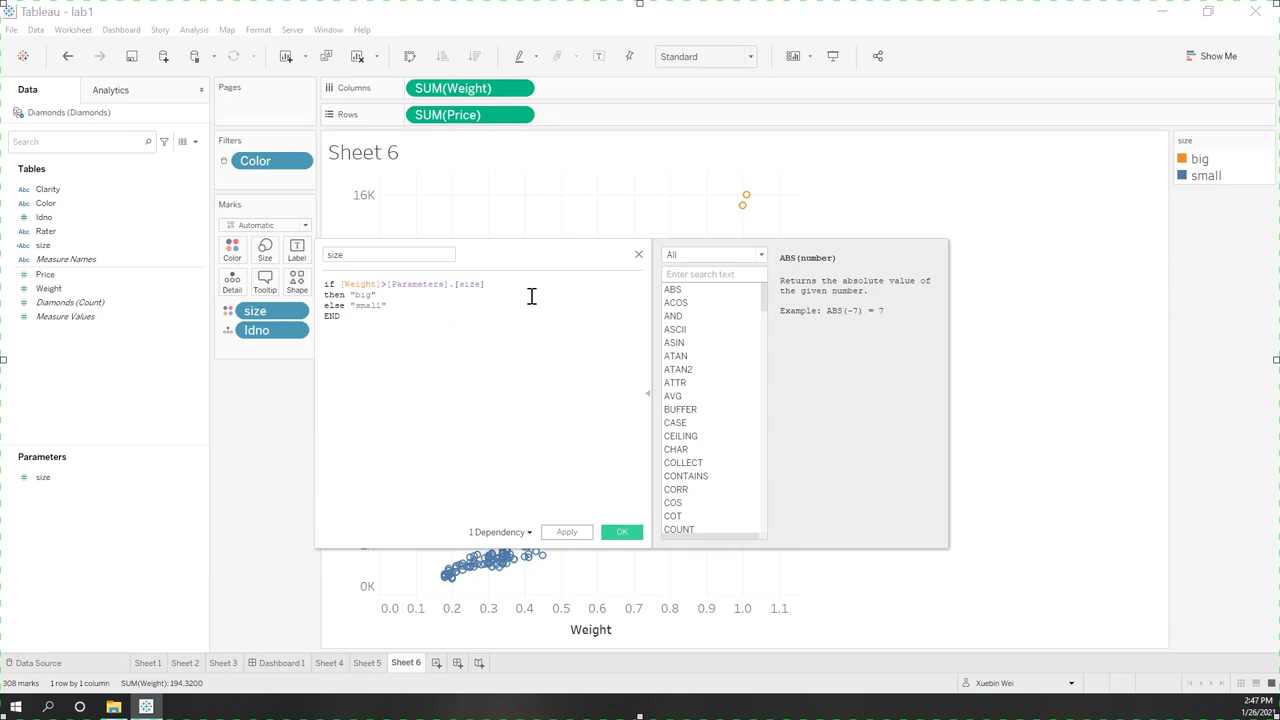 Tableau - lab1
File Data Worksheet Dashboard Story Analysis Map Format Server Window Help
Standard
Show Me
Data Analytics
Diamonds (Diamonds)
Search
Tables
Abc Clarity
Abc Color
# Idno
Abc Rater
Abc size
Abc Measure Names
# Price
# Weight
# Diamonds (Count)
# Measure Values
Parameters
# size
Pages
Filters
Color
Marks
Automatic
Color Size Label
Detail Tooltip Shape
size
Idno
Columns SUM(Weight)
Rows SUM(Price)
Sheet 6
16K
size
if [Weight]>[Parameters].[size]
then "big"
else "small"
END
1 Dependency Apply OK
All
Enter search text
ABS
ACOS
AND
ASCII
ASIN
ATAN
ATAN2
ATTR
AVG
BUFFER
CASE
CEILING
CHAR
COLLECT
CONTAINS
CORR
COS
COT
COUNT
ABS(number)
Returns the absolute value of
the given number.
Example: ABS(-7) = 7
0K
0.0 0.1 0.2 0.3 0.4 0.5 0.6 0.7 0.8 0.9 1.0 1.1
Weight
size
big
small
Data Source Sheet 1 Sheet 2 Sheet 3 Dashboard 1 Sheet 4 Sheet 5 Sheet 6
308 marks 1 row by 1 column SUM(Weight): 194.3200
Xuebin Wei
2:47 PM
1/26/2021